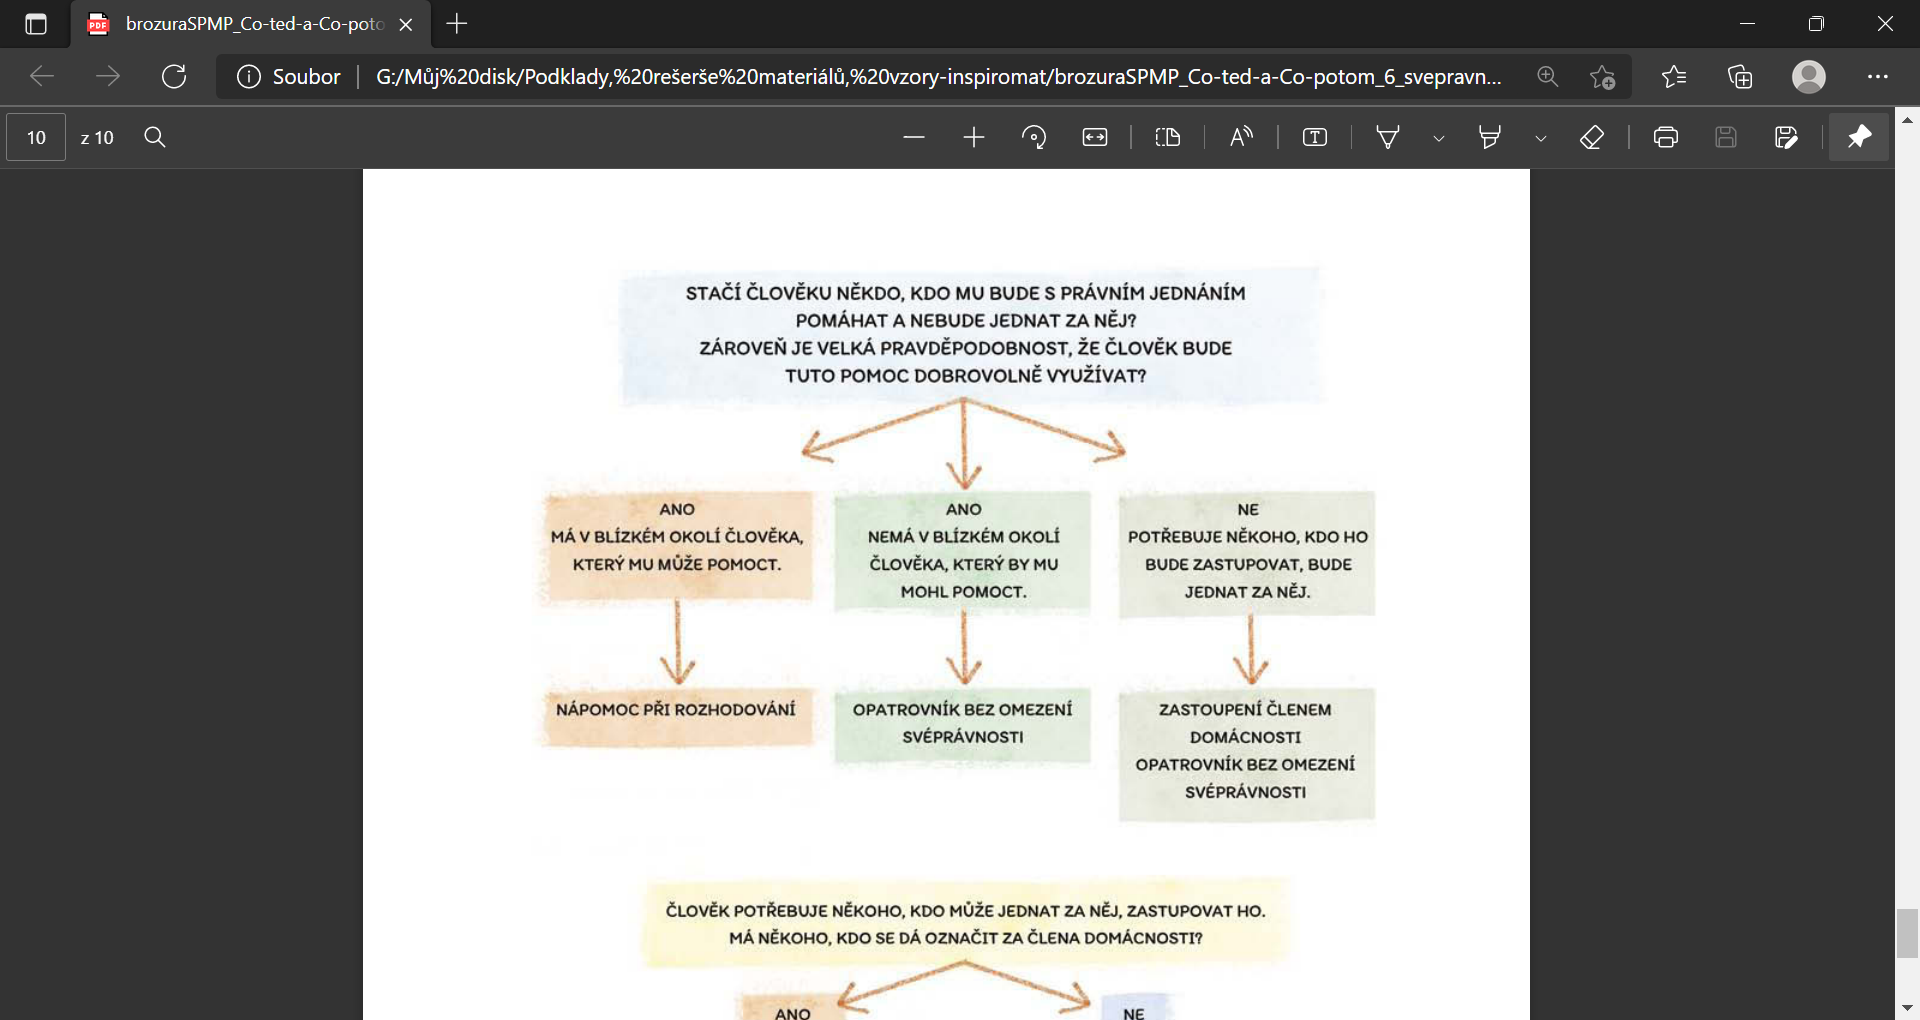 brozuraSPMP_Co-ted-a-Co-poto
Soubor
G:/Můj%20disk/Podklady,%20rešerše%20materiálů,%20vzory-inspiromat/brozuraSPMP_Co-ted-a-Co-potom_6_svepravn...
10
z 10
STAČÍ ČLOVĚKU NĚKDO, KDO MU BUDE S PRÁVNÍM JEDNÁNÍM
POMÁHAT A NEBUDE JEDNAT ZA NĚJ?
ZÁROVEŇ JE VELKÁ PRAVDĚPODOBNOST, ŽE ČLOVĚK BUDE
TUTO POMOC DOBROVOLNĚ VYUŽÍVAT?
ANO
MÁ V BLÍZKÉM OKOLÍ ČLOVĚKA,
KTERÝ MU MŮŽE POMOCT.
ANO
NEMÁ V BLÍZKÉM OKOLÍ
ČLOVĚKA, KTERÝ BY MU
MOHL POMOCT.
NE
POTŘEBUJE NĚKOHO, KDO HO
BUDE ZASTUPOVAT, BUDE
JEDNAT ZA NĚJ.
NÁPOMOC PŘI ROZHODOVÁNÍ
OPATROVNÍK BEZ OMEZENÍ
SVÉPRÁVNOSTI
ZASTOUPENÍ ČLENEM
DOMÁCNOSTI
OPATROVNÍK BEZ OMEZENÍ
SVÉPRÁVNOSTI
ČLOVĚK POTŘEBUJE NĚKOHO, KDO MŮŽE JEDNAT ZA NĚJ, ZASTUPOVAT HO.
MÁ NĚKOHO, KDO SE DÁ OZNAČIT ZA ČLENA DOMÁCNOSTI?
ANO
NE